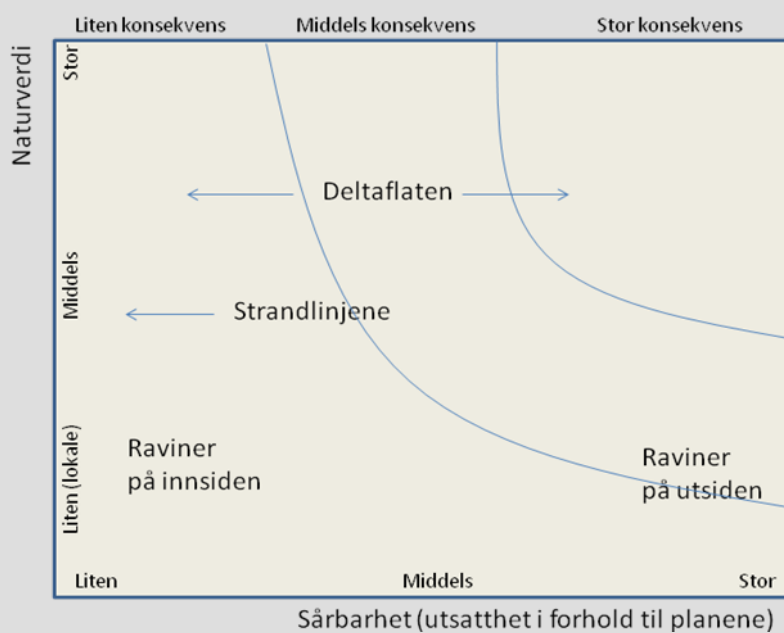 Liten konsekvens Middels konsekvens Stor konsekvens
Naturverdi
Stor
Deltaflaten
Middels
Strandlinjene
Liten (lokale)
Raviner
på innsiden
Raviner
på utsiden
Liten Middels Stor
Sårbarhet (utsatthet i forhold til planene)